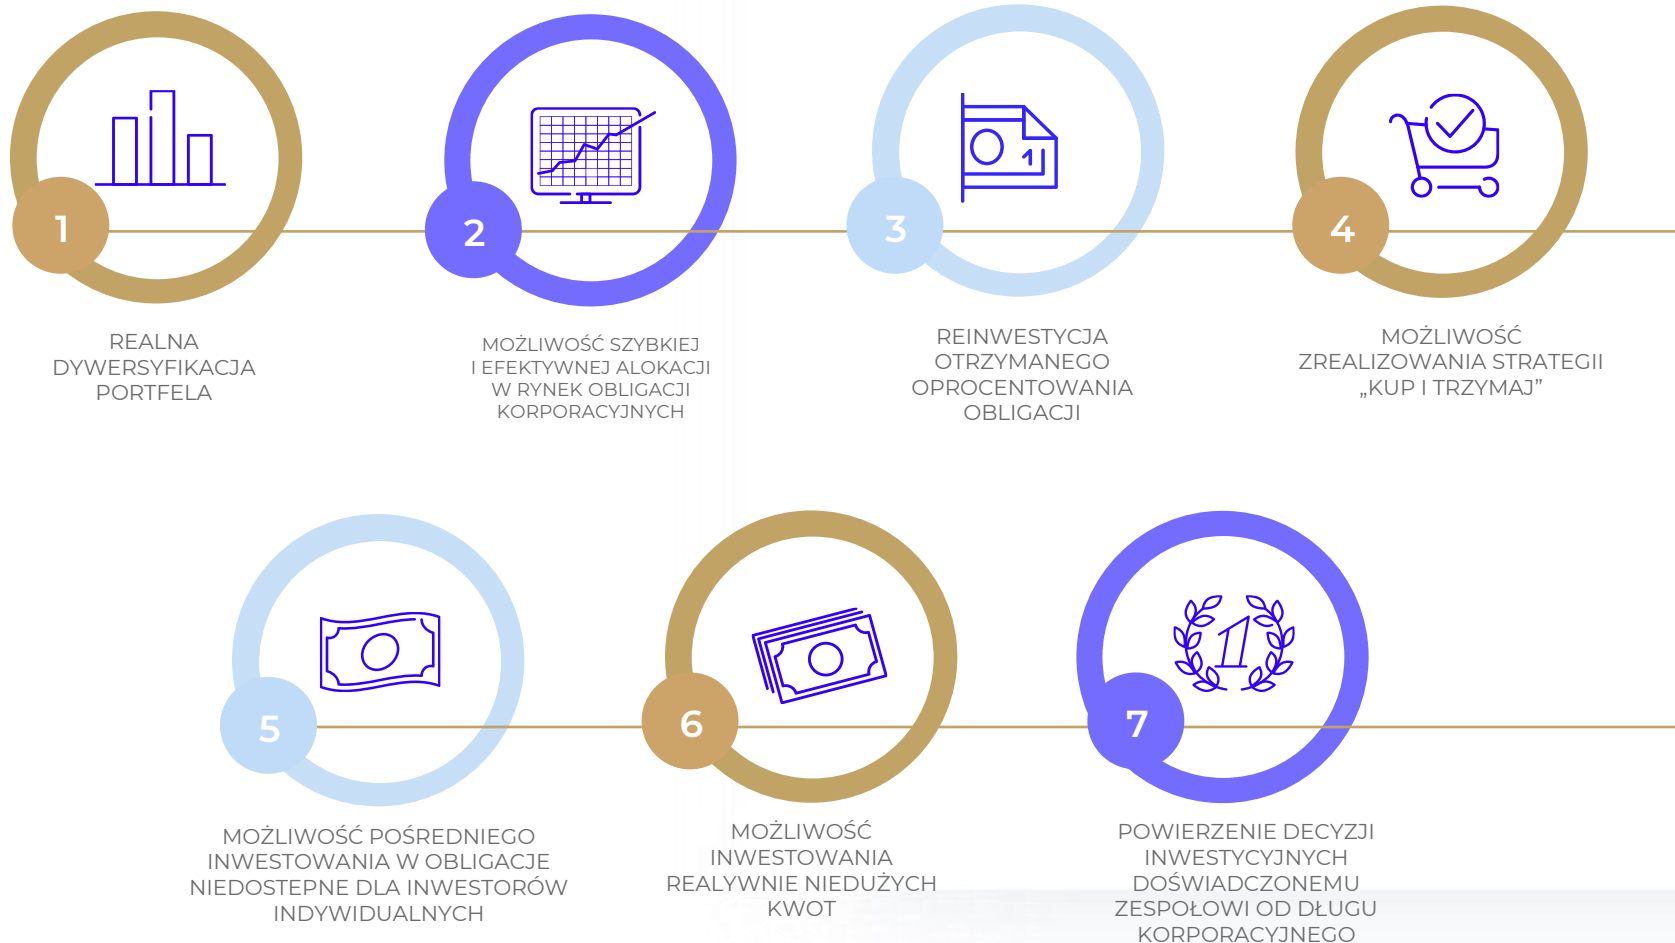 1
REALNA
DYWERSYFIKACJA
PORTFELA
2
MOŻLIWOŚĆ SZYBKIEJ
I EFEKTYWNEJ ALOKACJI
W RYNEK OBLIGACJI
KORPORACYJNYCH
3
REINWESTYCJA
OTRZYMANEGO
OPROCENTOWANIA
OBLIGACJI
4
MOŻLIWOŚĆ
ZREALIZOWANIA STRATEGII
„KUP I TRZYMAJ”
5
MOŻLIWOŚĆ POŚREDNIEGO
INWESTOWANIA W OBLIGACJE
NIEDOSTEPNE DLA INWESTORÓW
INDYWIDUALNYCH
6
MOŻLIWOŚĆ
INWESTOWANIA
REALYWNIE NIEDUŻYCH
KWOT
1
7
POWIERZENIE DECYZJI
INWESTYCYJNYCH
DOŚWIADCZONEMU
ZESPOŁOWI OD DŁUGU
KORPORACYJNEGO